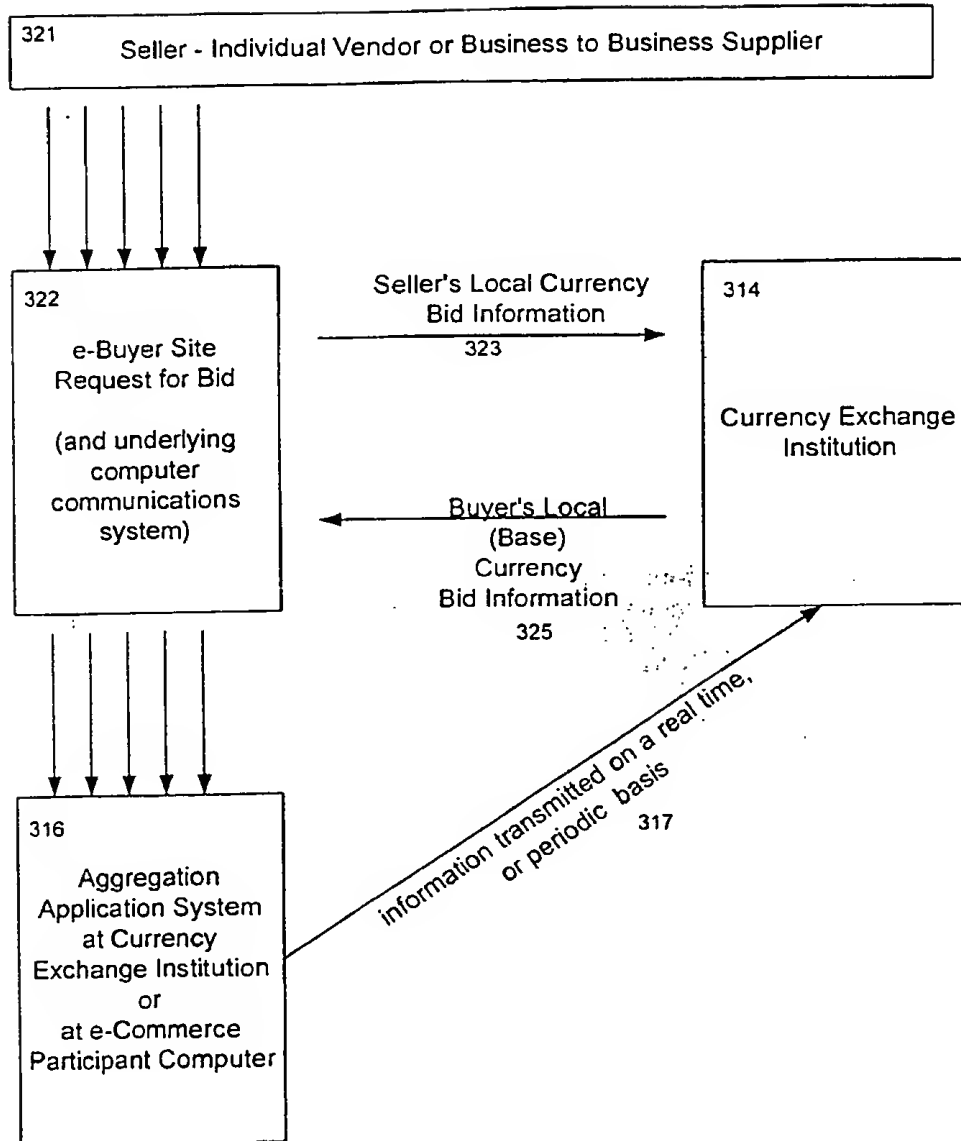 321
Seller - Individual Vendor or Business to Business Supplier
322
e-Buyer Site
Request for Bid
(and underlying
computer
communications
system)
Seller's Local Currency
Bid Information
323
314
Currency Exchange
Institution
Buyer's Local
(Base)
Currency
Bid Information
325
information transmitted on a real time,
or periodic basis
317
316
Aggregation
Application System
at Currency
Exchange Institution
or
at e-Commerce
Participant Computer